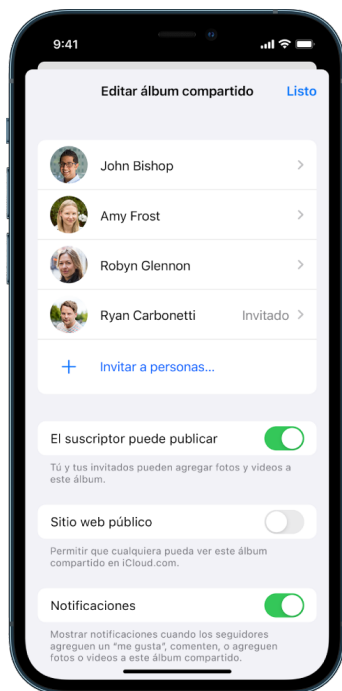 9:41
Editar álbum compartido Listo
John Bishop
Amy Frost
Robyn Glennon
Ryan Carbonetti Invitado
Invitar a personas...
El suscriptor puede publicar
Tú y tus invitados pueden agregar fotos y videos a
este álbum.
Sitio web público
Permitir que cualquiera pueda ver este álbum
compartido en iCloud.com.
Notificaciones
Mostrar notificaciones cuando los seguidores
agreguen un “me gusta”, comenten, o agreguen
fotos o videos a este álbum compartido.